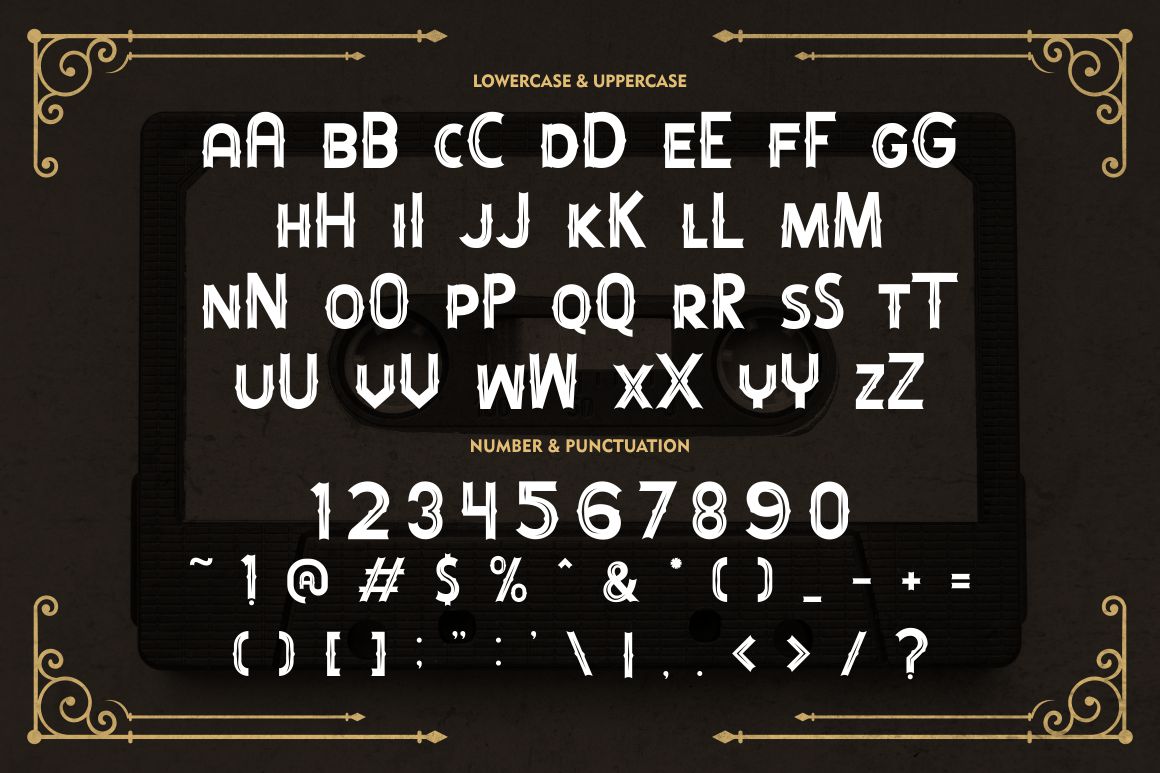 LOWERCASE & UPPERCASE
AA BB CC DD EE FF GG
HH II JJ KK LL MM
NN OO PP QQ RR SS TT
UU VV WW XX YY ZZ
NUMBER & PUNCTUATION
1234567890
~ ! @ # $ % ^ & * ( ) _ - + =
( ) [ ] ; " : ' \ | , . < > / ?